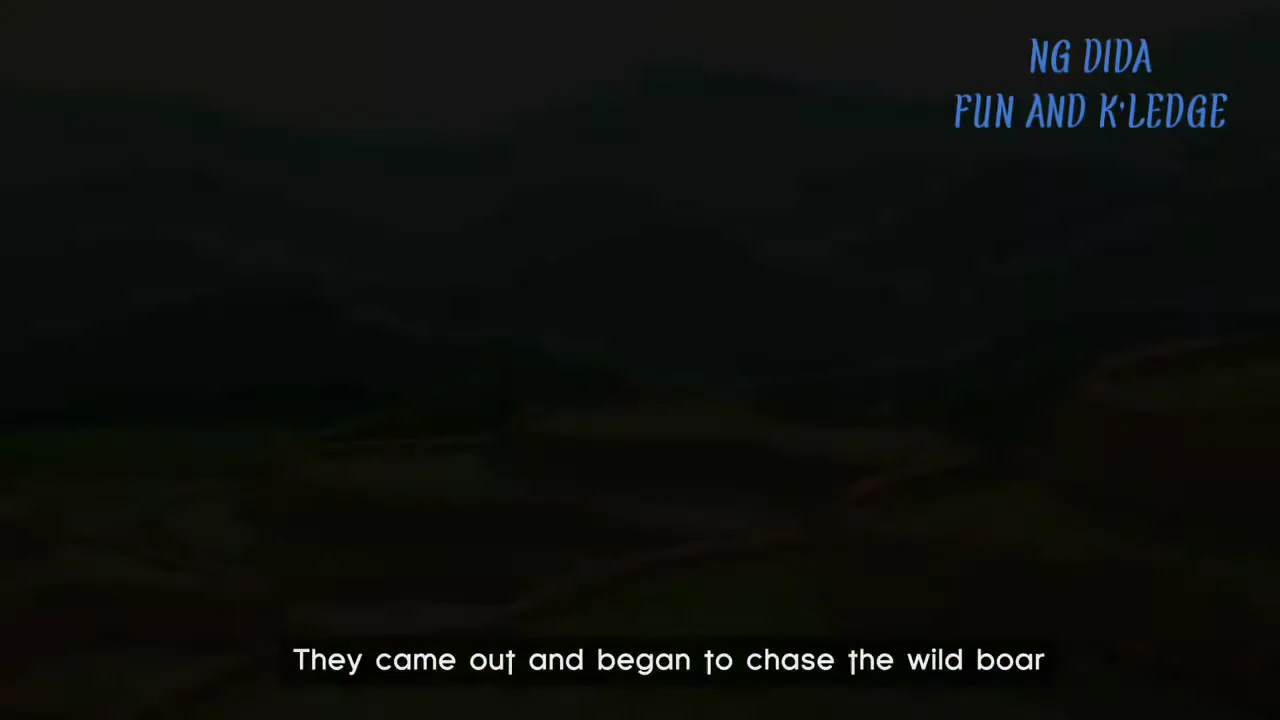 NG DIDA
FUN AND K'LEDGE
They came out and began to chase the wild boar